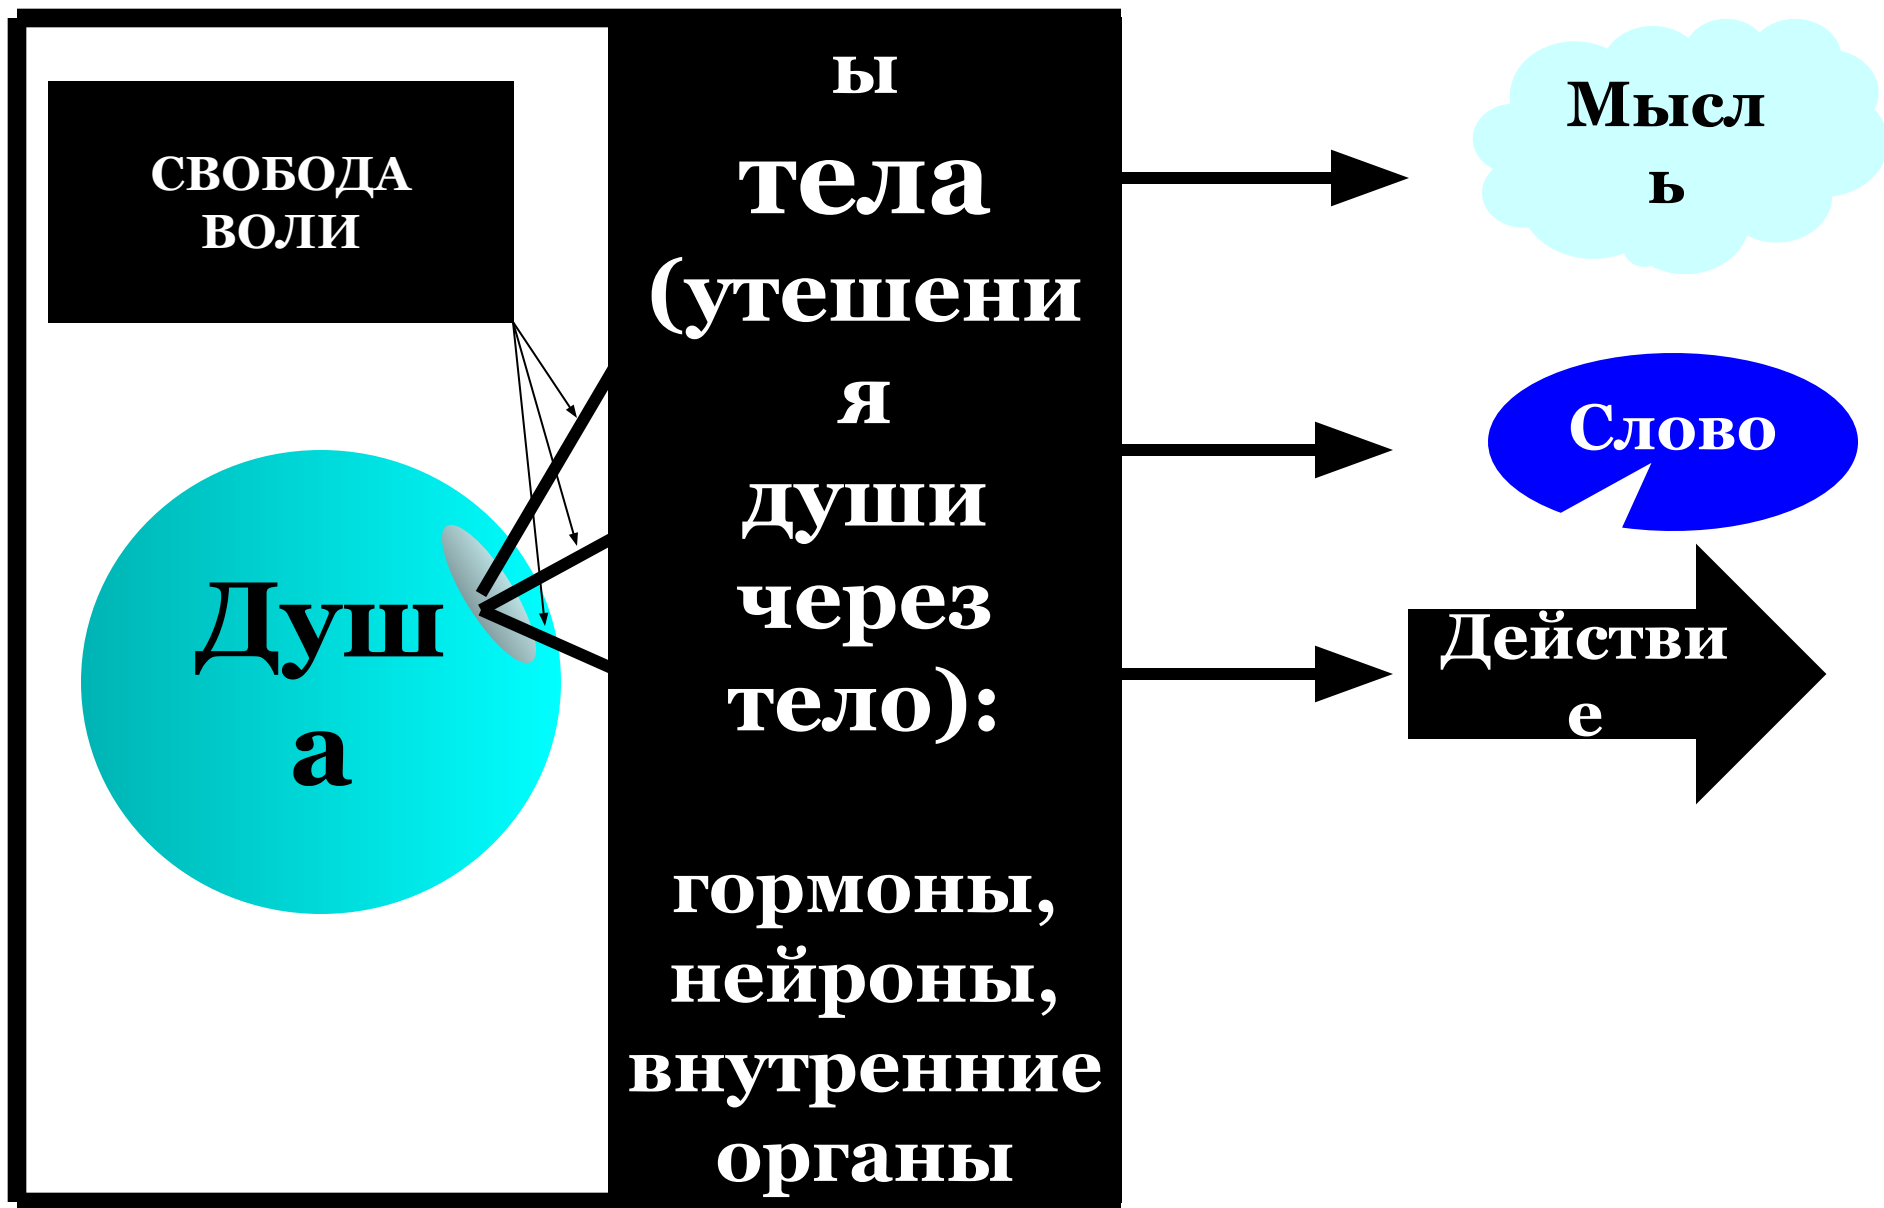 СВОБОДА
ВОЛИ
Душ
а
ы
тела
(утешени
я
души
через
тело):
гормоны,
нейроны,
внутренние
органы
Мысл
ь
Слово
Действи
е